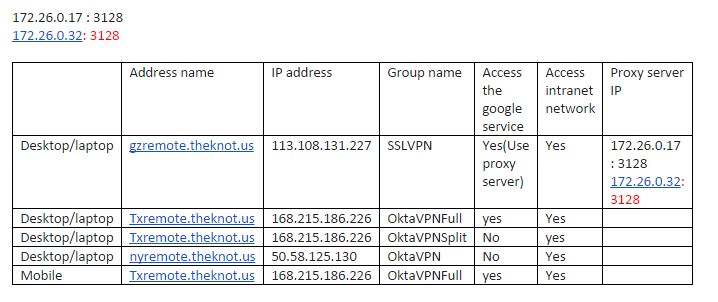 172.26.0.17 : 3128
172.26.0.32: 3128
Address name IP address Group name Access the google service Access intranet network Proxy server IP
Desktop/laptop gzremote.theknot.us 113.108.131.227 SSLVPN Yes(Use proxy server) Yes 172.26.0.17 : 3128 172.26.0.32: 3128
Desktop/laptop Txremote.theknot.us 168.215.186.226 OktaVPNFull yes Yes
Desktop/laptop Txremote.theknot.us 168.215.186.226 OktaVPNSplit No Yes
Desktop/laptop nyremote.theknot.us 50.58.125.130 OktaVPN No Yes
Mobile Txremote.theknot.us 168.215.186.226 OktaVPNFull yes Yes